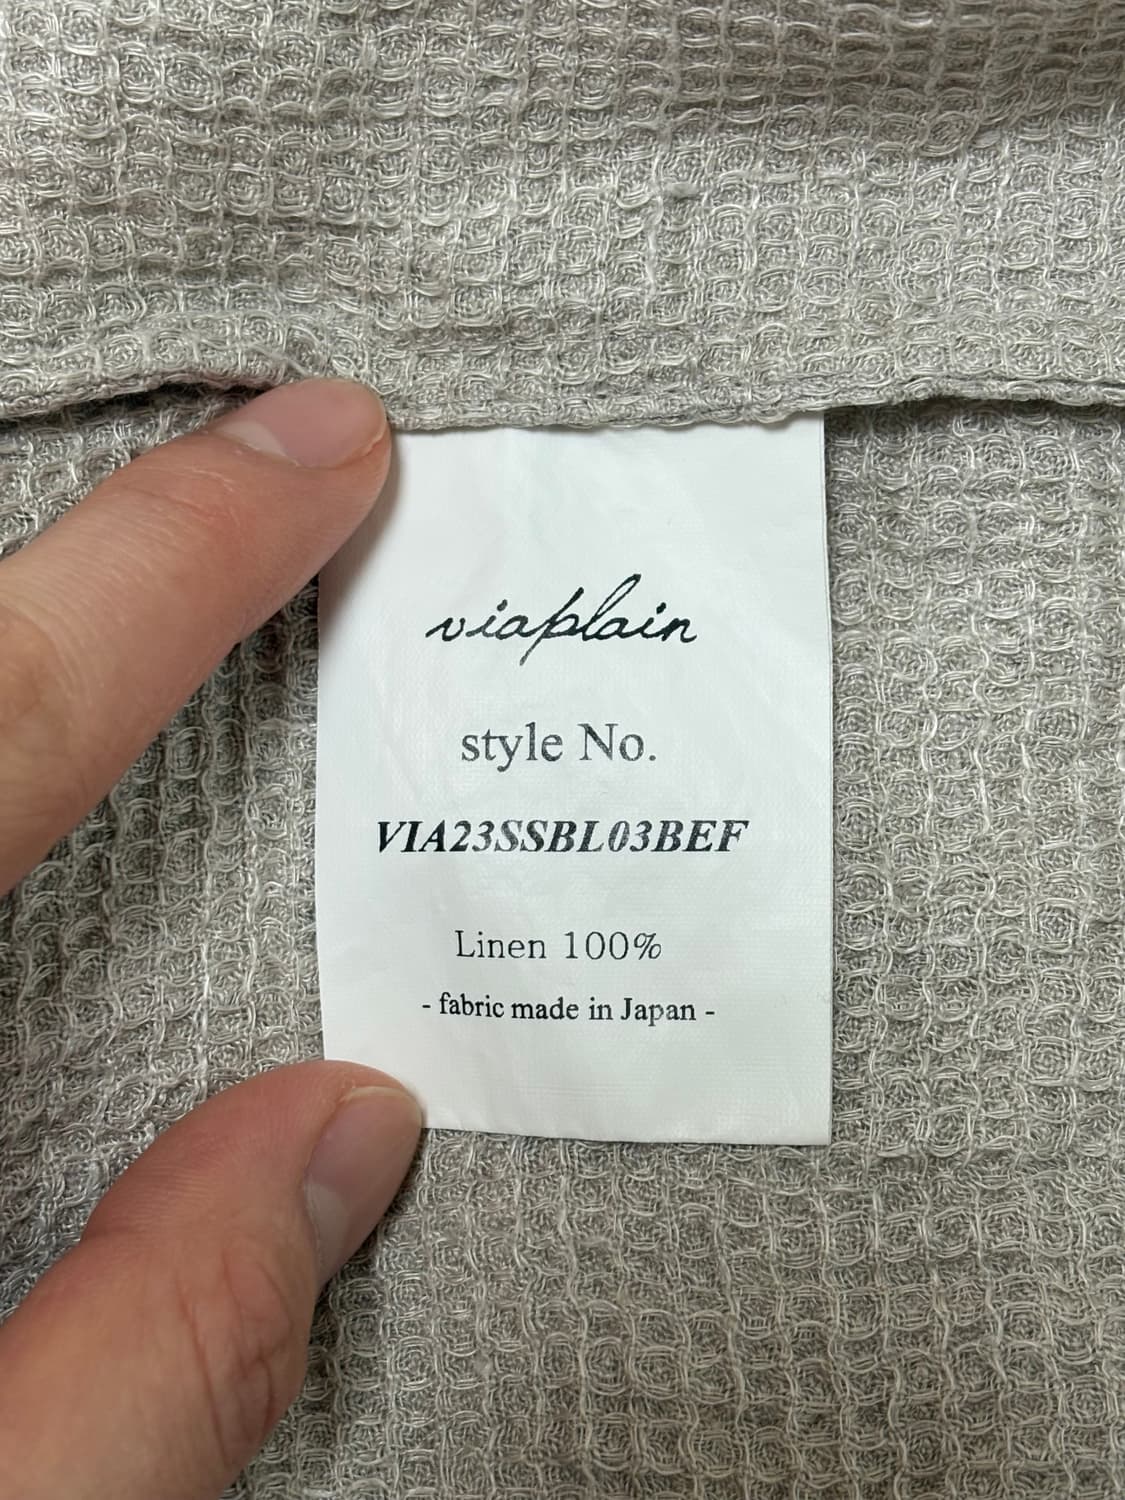 viaplain
style No.
VIA23SSBL03BEF
Linen 100%
- fabric made in Japan -